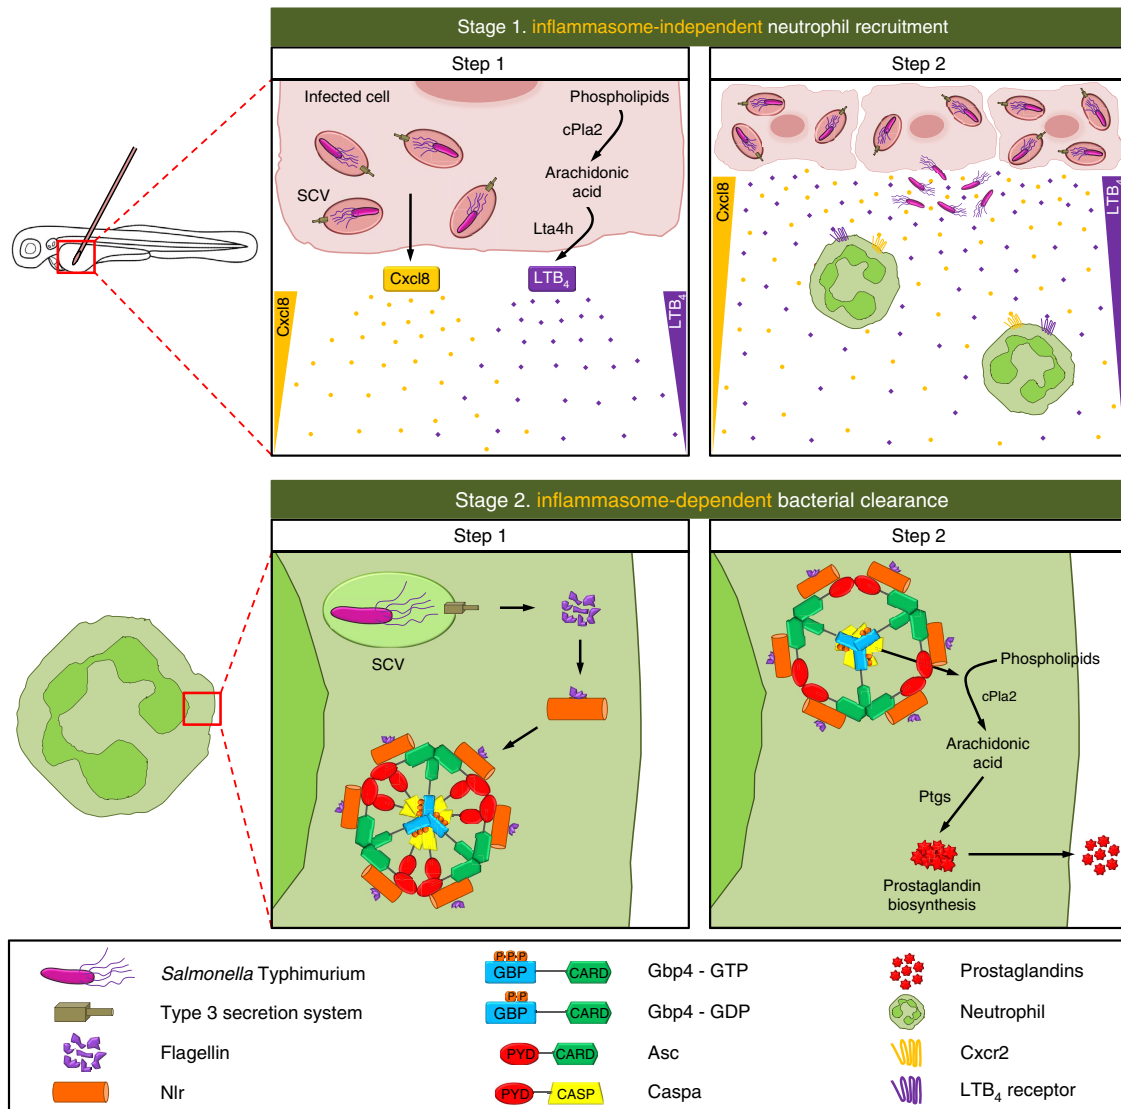 Stage 1. inflammasome-independent neutrophil recruitment
Step 1
Step 2
Infected cell
Phospholipids
cPla2
Arachidonic
acid
SCV
Lta4h
Cxcl8
LTB4
Cxcl8
LTB4
Cxcl8
LTB4
Stage 2. inflammasome-dependent bacterial clearance
Step 1
Step 2
SCV
Phospholipids
cPla2
Arachidonic
acid
Ptgs
Prostaglandin
biosynthesis
Salmonella Typhimurium
Type 3 secretion system
Flagellin
Nlr
P P P
GBP CARD Gbp4 - GTP
P P
GBP CARD Gbp4 - GDP
PYD CARD Asc
PYD CASP Caspa
Prostaglandins
Neutrophil
Cxcr2
LTB4 receptor